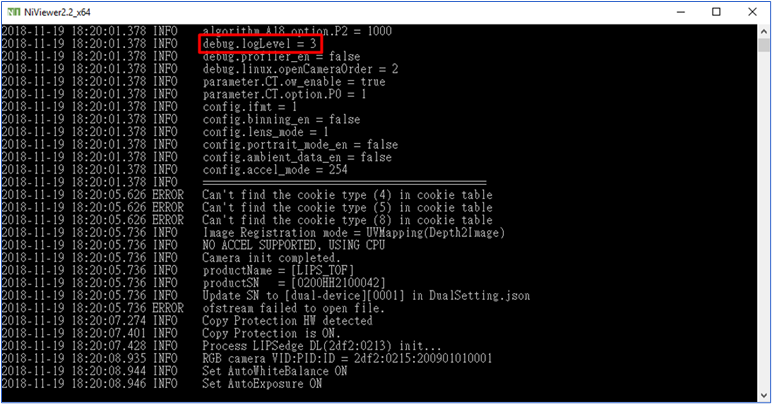 NiViewer2.2_x64
2018-11-19 18:20:01.378 INFO algorithm.A18.option.P2 = 1000
2018-11-19 18:20:01.378 INFO debug.logLevel = 3
2018-11-19 18:20:01.378 INFO debug.profiler_en = false
2018-11-19 18:20:01.378 INFO debug.linux.openCameraOrder = 2
2018-11-19 18:20:01.378 INFO parameter.CT.ow_enable = true
2018-11-19 18:20:01.378 INFO parameter.CT.option.P0 = 1
2018-11-19 18:20:01.378 INFO config.ifmt = 1
2018-11-19 18:20:01.378 INFO config.binning_en = false
2018-11-19 18:20:01.378 INFO config.lens_mode = 1
2018-11-19 18:20:01.378 INFO config.portrait_mode_en = false
2018-11-19 18:20:01.378 INFO config.ambient_data_en = false
2018-11-19 18:20:01.378 INFO config.accel_mode = 254
2018-11-19 18:20:01.378 INFO ========================================
2018-11-19 18:20:05.626 ERROR Can't find the cookie type (4) in cookie table
2018-11-19 18:20:05.626 ERROR Can't find the cookie type (5) in cookie table
2018-11-19 18:20:05.626 ERROR Can't find the cookie type (8) in cookie table
2018-11-19 18:20:05.736 INFO Image Registration mode = UVMapping(Depth2Image)
2018-11-19 18:20:05.736 INFO NO ACCEL SUPPORTED, USING CPU
2018-11-19 18:20:05.736 INFO Camera init completed.
2018-11-19 18:20:05.736 INFO productName = [LIPS_TOF]
2018-11-19 18:20:05.736 INFO productSN = [0200HH2100042]
2018-11-19 18:20:05.736 INFO Update SN to [dual-device][0001] in DualSetting.json
2018-11-19 18:20:05.736 ERROR ofstream failed to open file.
2018-11-19 18:20:07.274 INFO Copy Protection HW detected
2018-11-19 18:20:07.401 INFO Copy Protection is ON.
2018-11-19 18:20:07.428 INFO Process LIPSedge DL(2df2:0213) init...
2018-11-19 18:20:08.935 INFO RGB camera VID:PID:ID = 2df2:0215:200901010001
2018-11-19 18:20:08.944 INFO Set AutoWhiteBalance ON
2018-11-19 18:20:08.946 INFO Set AutoExposure ON